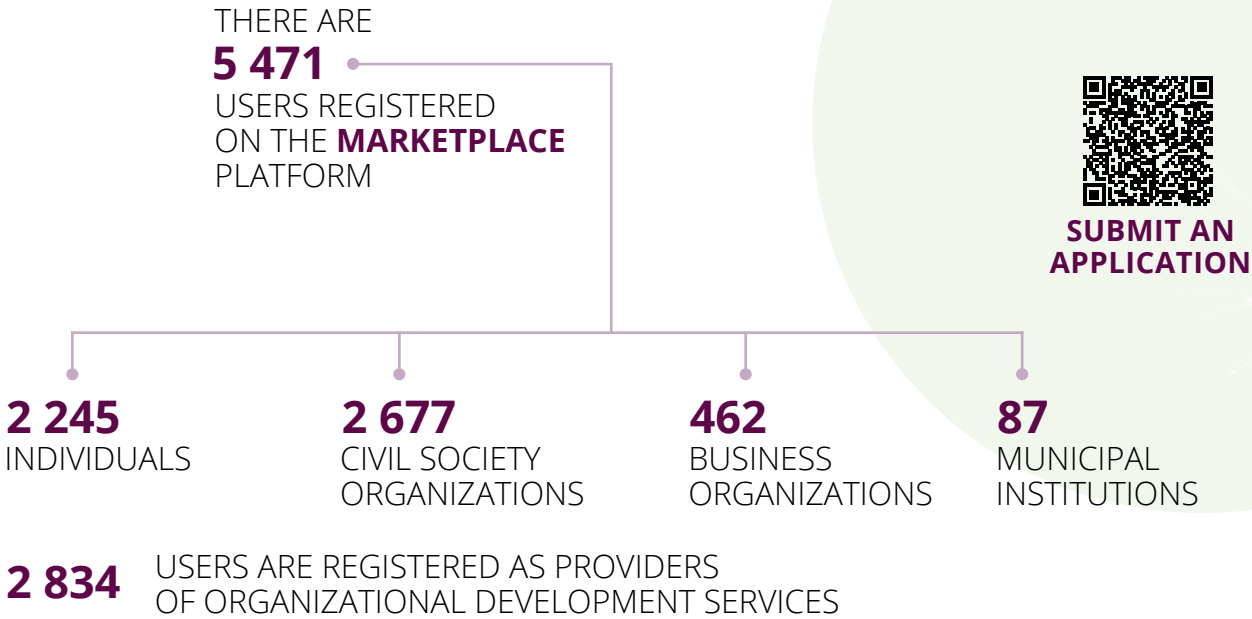 THERE ARE
5 471
USERS REGISTERED
ON THE MARKETPLACE
PLATFORM
SUBMIT AN
APPLICATION
2 245
INDIVIDUALS
2 677
CIVIL SOCIETY
ORGANIZATIONS
462
BUSINESS
ORGANIZATIONS
87
MUNICIPAL
INSTITUTIONS
2 834
USERS ARE REGISTERED AS PROVIDERS
OF ORGANIZATIONAL DEVELOPMENT SERVICES